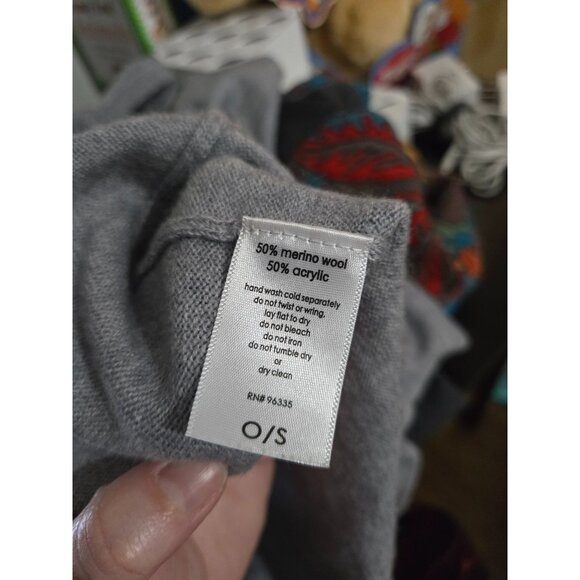 50% merino wool
50% acrylic
hand wash cold separately
do not twist or wring,
lay flat to dry
do not bleach
do not iron
do not tumble dry
or
dry clean
RN# 96335
O/S